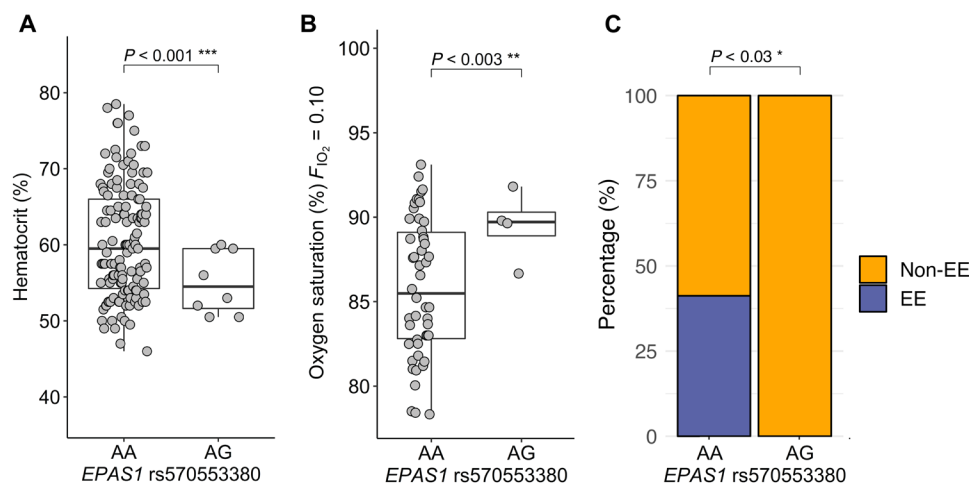 A
P < 0.001 ***
Hematocrit (%)
80
70
60
50
40
AA AG
EPAS1 rs570553380
B
P < 0.003 **
Oxygen saturation (%) FIO2 = 0.10
100
95
90
85
80
AA AG
EPAS1 rs570553380
C
P < 0.03 *
Percentage (%)
100
75
50
25
0
AA AG
EPAS1 rs570553380
Non-EE
EE